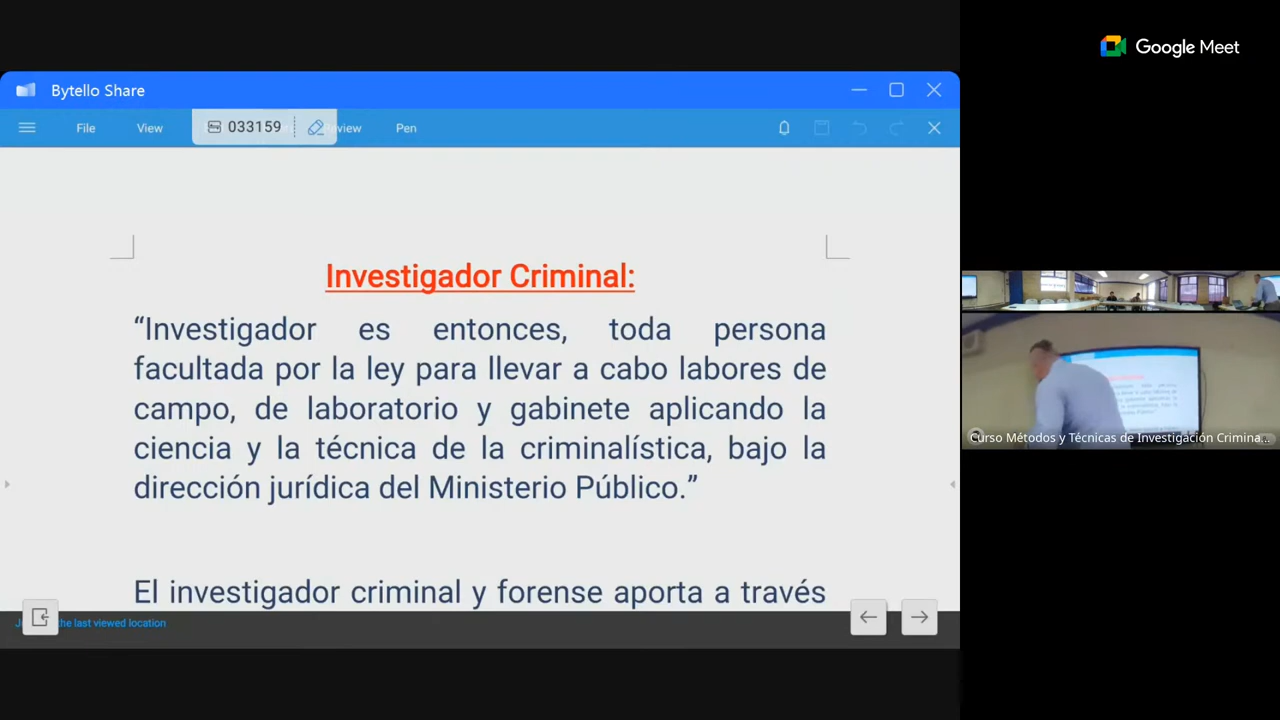 Google Meet
Bytello Share
File
View
033159
view
Pen
Investigador Criminal:
“Investigador es entonces, toda persona
facultada por la ley para llevar a cabo labores de
campo, de laboratorio y gabinete aplicando la
ciencia y la técnica de la criminalística, bajo la
dirección jurídica del Ministerio Público.”
El investigador criminal y forense aporta a través
the last viewed location
Curso Métodos y Técnicas de Investigación Crimina...